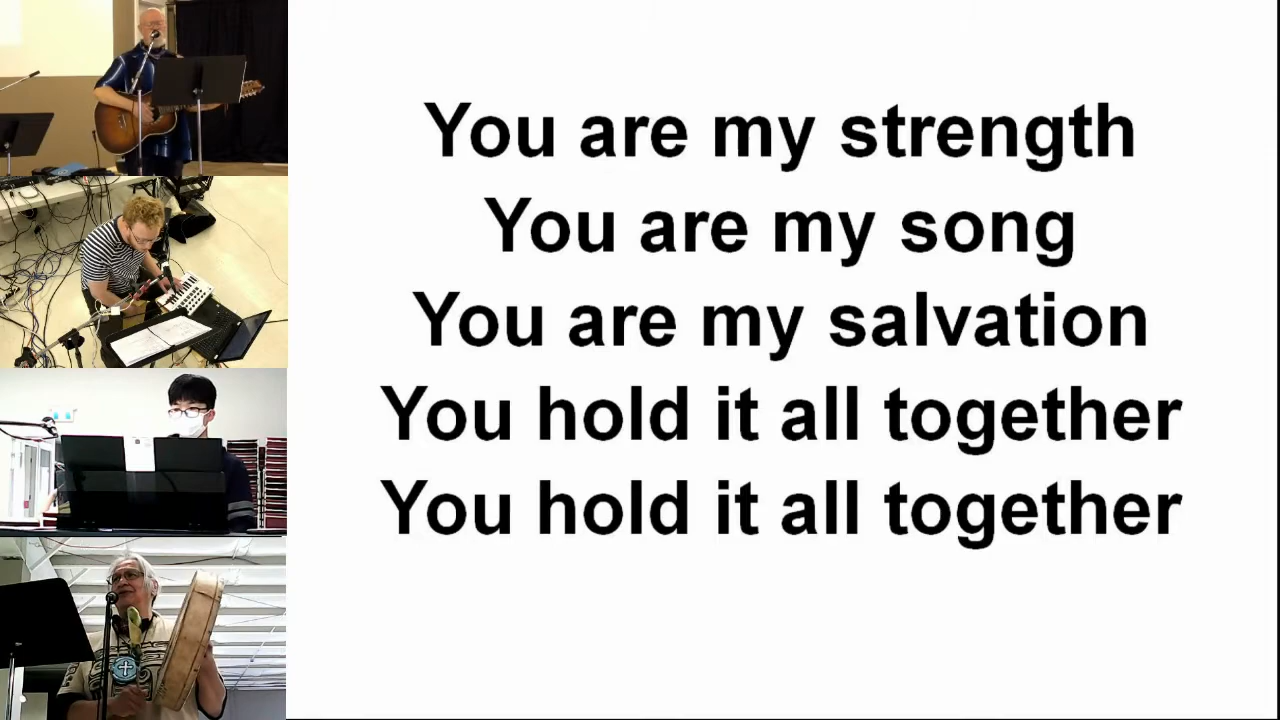 You are my strength
You are my song
You are my salvation
You hold it all together
You hold it all together